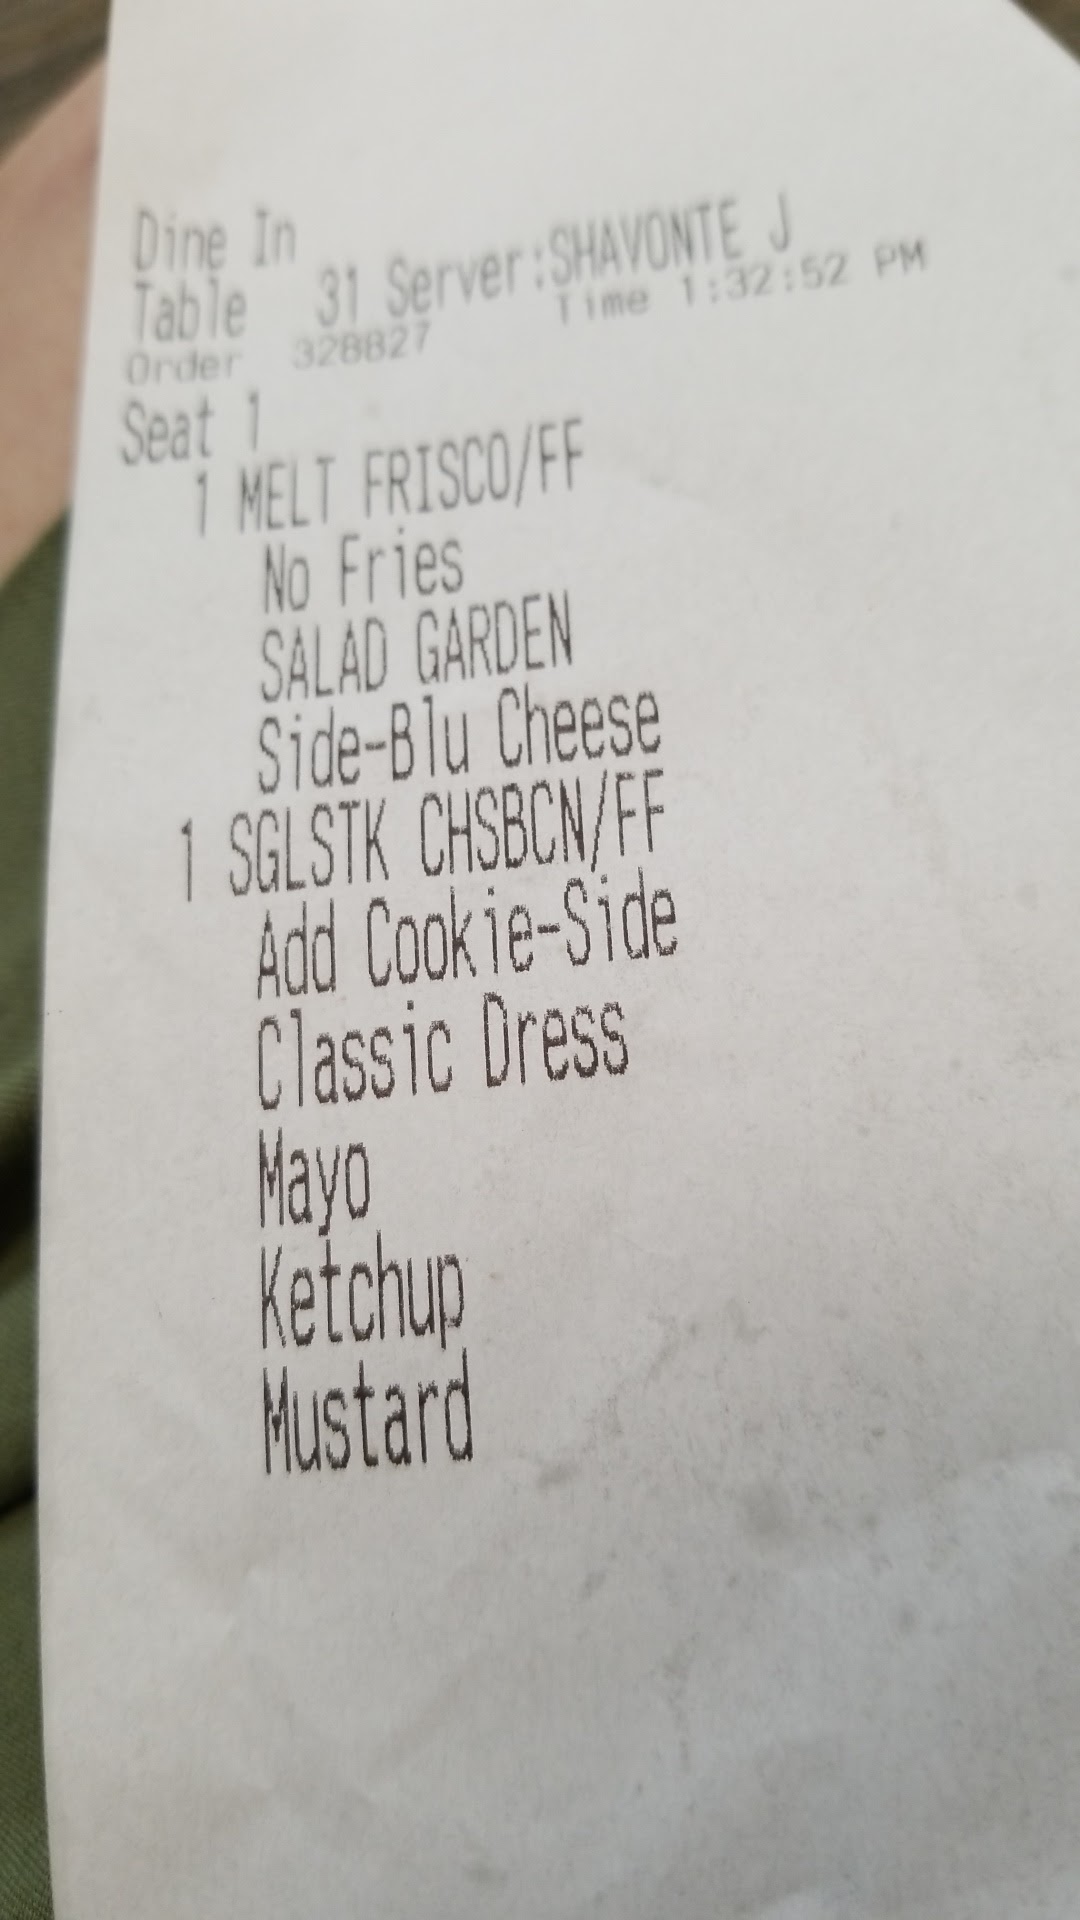 Dine In
Table 31 Server:SHAVONTE J
Order 328827 Time 1:32:52 PM
Seat 1
1 MELT FRISCO/FF
No Fries
SALAD GARDEN
Side-Blu Cheese
1 SGLSTK CHSBCN/FF
Add Cookie-Side
Classic Dress
Mayo
Ketchup
Mustard